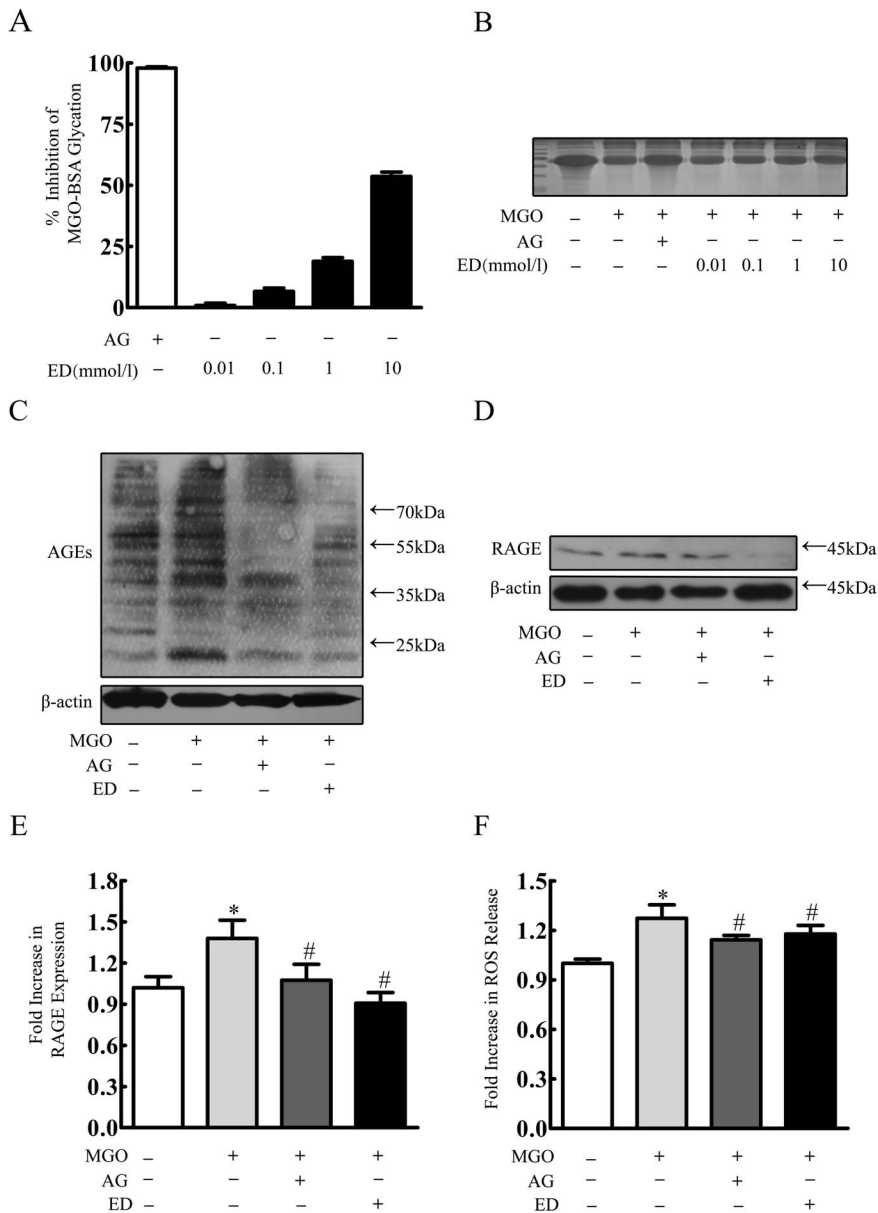 A
% Inhibition of
MGO-BSA Glycation
100
75
50
25
0
AG + – – – –
ED(mmol/l) – 0.01 0.1 1 10
B
MGO – + + + + + +
AG – – + – – – –
ED(mmol/l) – – – 0.01 0.1 1 10
C
AGEs
←70kDa
←55kDa
←35kDa
←25kDa
β-actin
MGO – + + +
AG – – + –
ED – – – +
D
RAGE
←45kDa
β-actin
←45kDa
MGO – + + +
AG – – + –
ED – – – +
E
Fold Increase in
RAGE Expression
1.8
1.5
1.2
0.9
0.6
0.3
0.0
*
#
#
MGO – + + +
AG – – + –
ED – – – +
F
Fold Increase in ROS Release
1.5
1.2
0.9
0.6
0.3
0.0
*
#
#
MGO – + + +
AG – – + –
ED – – – +